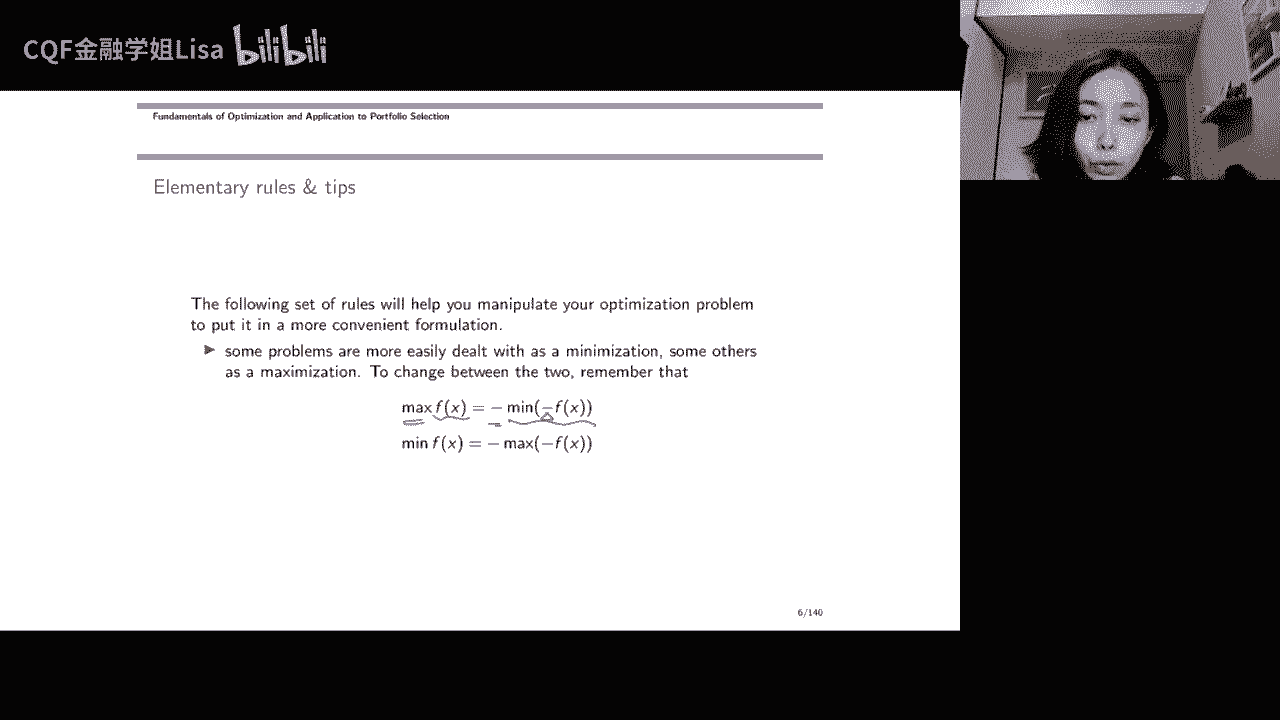 CQF金融学姐Lisa bilibili
Fundamentals of Optimization and Application to Portfolio Selection
Elementary rules & tips
The following set of rules will help you manipulate your optimization problem
to put it in a more convenient formulation.
▶ some problems are more easily dealt with as a minimization, some others
as a maximization. To change between the two, remember that
max f(x) = − min(−f(x))
min f(x) = − max(−f(x))
6/140